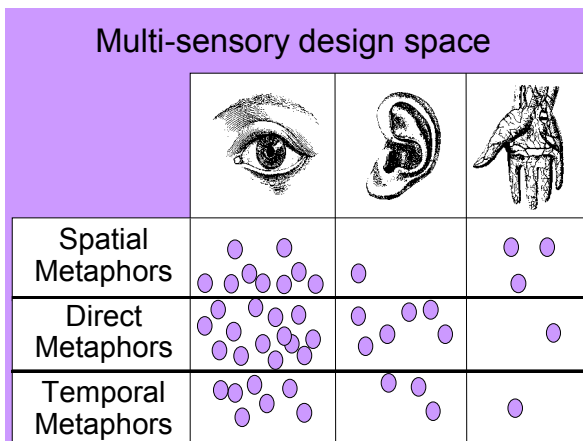 Multi-sensory design space
Spatial
Metaphors
Direct
Metaphors
Temporal
Metaphors